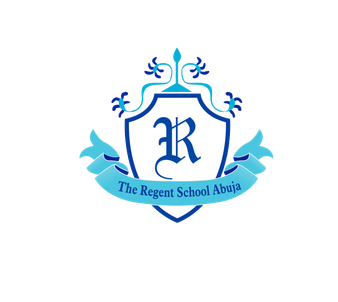 R
The Regent School Abuja